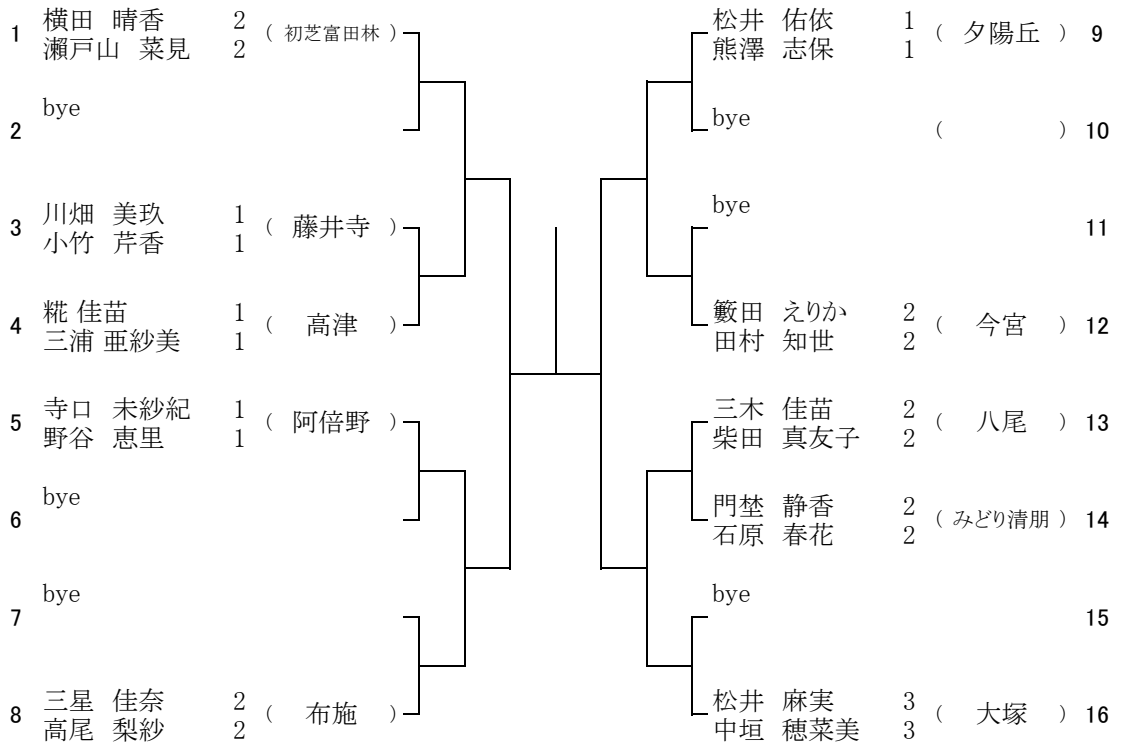 横田 晴香 2
1 ( 初芝富田林 )
瀬戸山 菜見 2
bye
2
川畑 美玖 1
3 ( 藤井寺 )
小竹 芹香 1
糀 佳苗 1
4 ( 高津 )
三浦 亜紗美 1
寺口 未紗紀 1
5 ( 阿倍野 )
野谷 恵里 1
bye
6
bye
7
三星 佳奈 2
8 ( 布施 )
高尾 梨紗 2
松井 佑依 1
( 夕陽丘 ) 9
熊澤 志保 1
bye
( ) 10
bye
11
籔田 えりか 2
( 今宮 ) 12
田村 知世 2
三木 佳苗 2
( 八尾 ) 13
柴田 真友子 2
門埜 静香 2
( みどり清朋 ) 14
石原 春花 2
bye
15
松井 麻実 3
( 大塚 ) 16
中垣 穂菜美 3